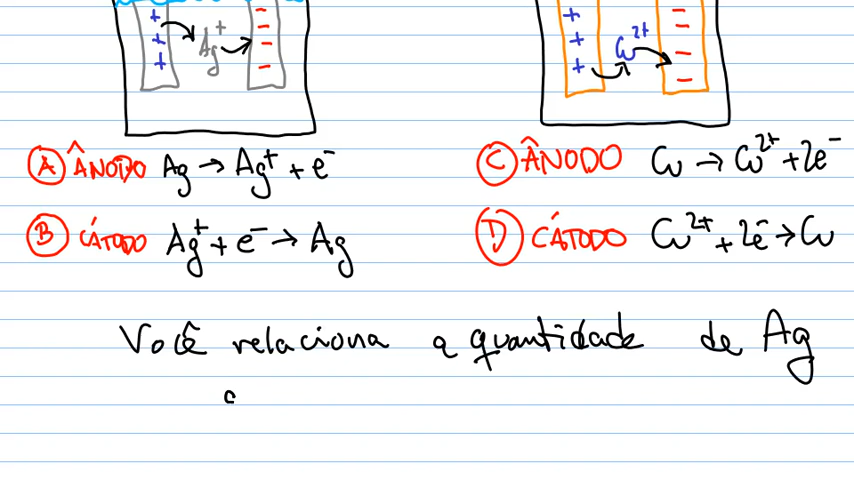 + + + Ag⁺ − − − −
+ + + Cu²⁺ − − − −
Ⓐ ÂNODO Ag → Ag⁺ + e⁻
Ⓒ ÂNODO Cu → Cu²⁺ + 2e⁻
Ⓑ CÁTODO Ag⁺ + e⁻ → Ag
Ⓓ CÁTODO Cu²⁺ + 2e⁻ → Cu
Você relaciona a quantidade de Ag